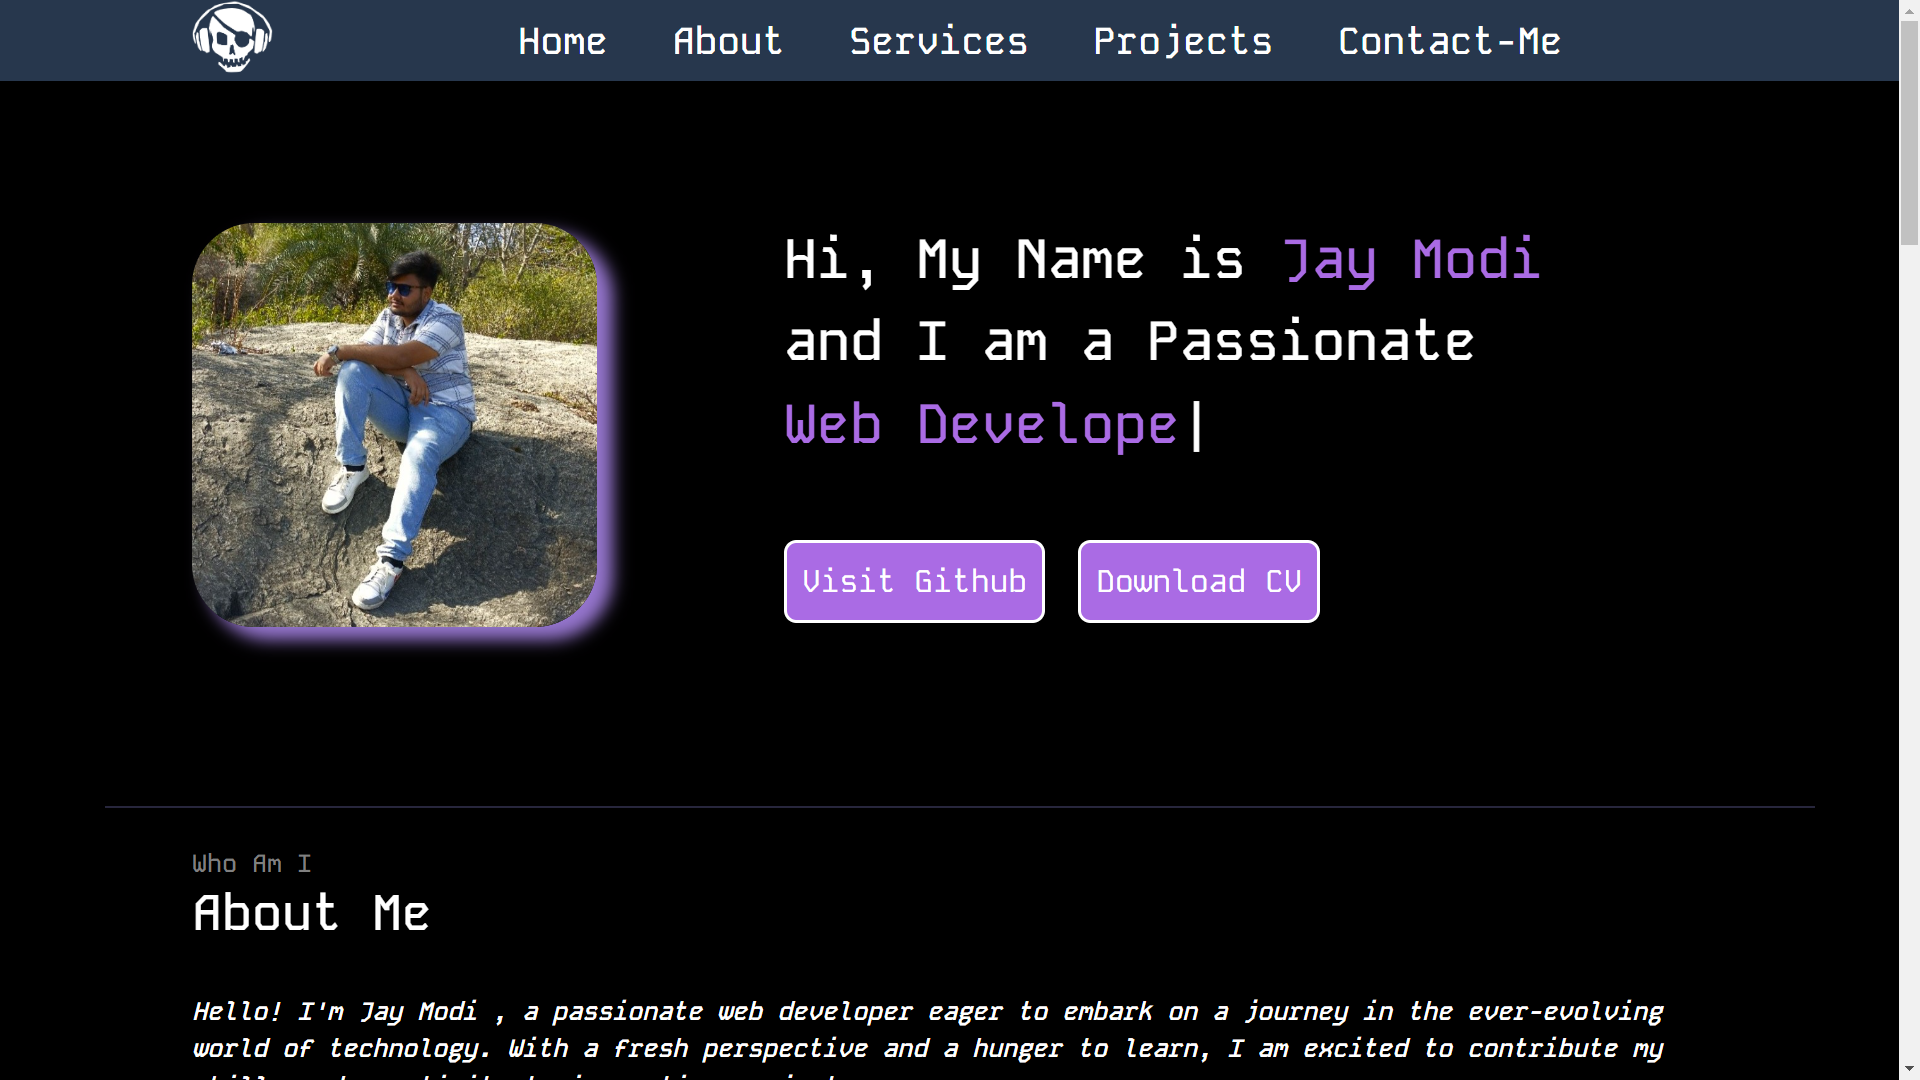 Home About Services Projects Contact-Me
Hi, My Name is Jay Modi
and I am a Passionate
Web Develope|
Visit Github Download CV
Who Am I
About Me
Hello! I'm Jay Modi , a passionate web developer eager to embark on a journey in the ever-evolving
world of technology. With a fresh perspective and a hunger to learn, I am excited to contribute my